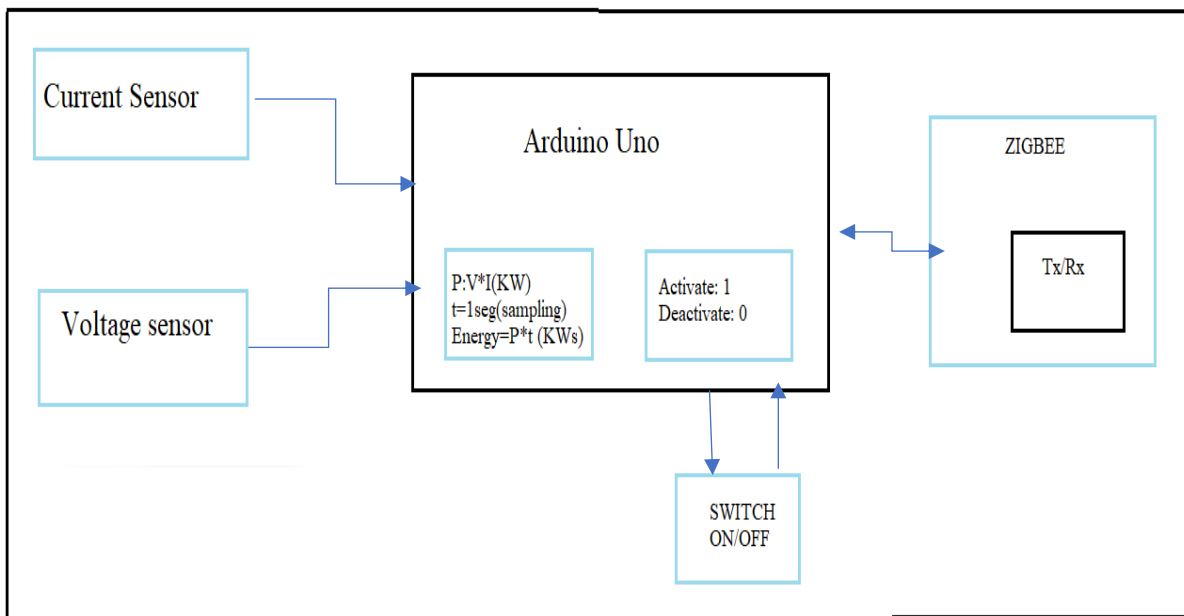 Current Sensor
Voltage sensor
Arduino Uno
P:V*I(KW)
t=1seg(sampling)
Energy=P*t (KWs)
Activate: 1
Deactivate: 0
SWITCH
ON/OFF
ZIGBEE
Tx/Rx